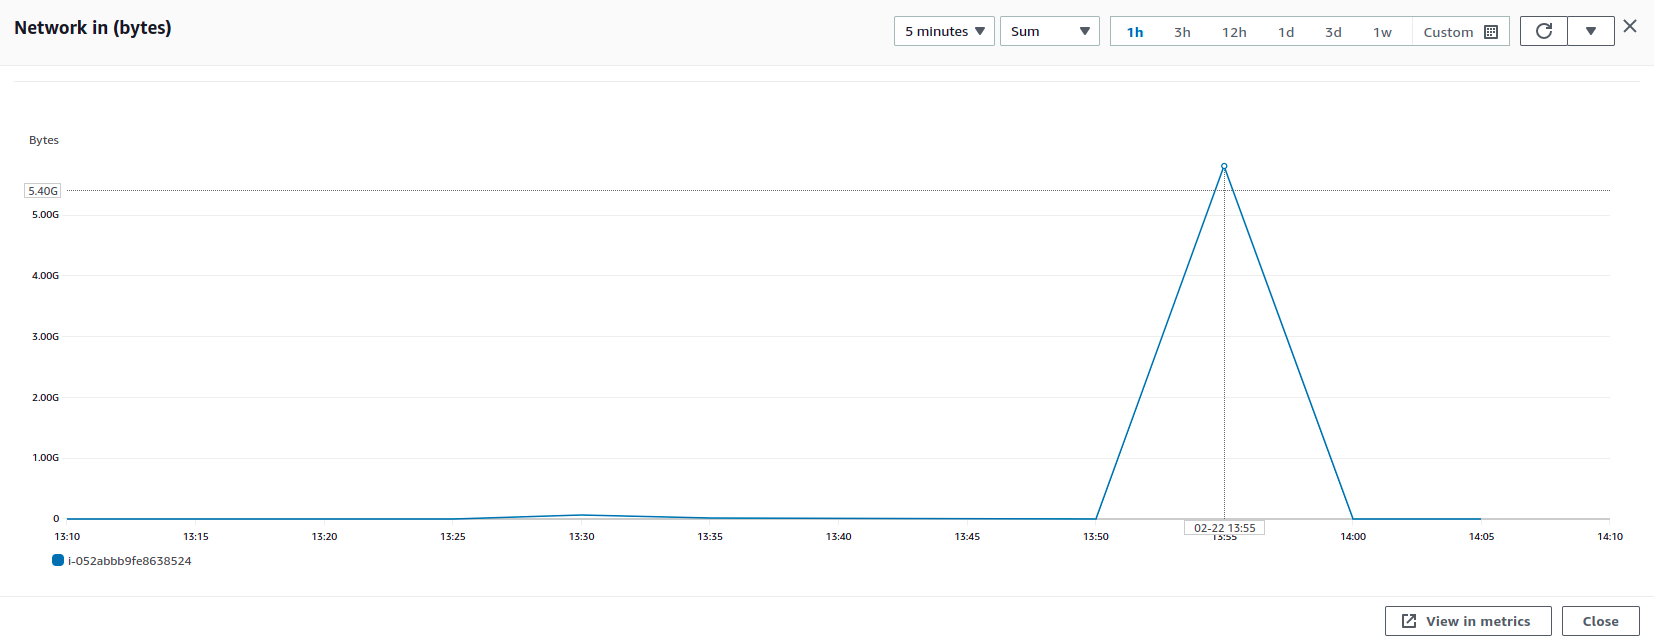 Network in (bytes)
5 minutes Sum 1h 3h 12h 1d 3d 1w Custom
Bytes
5.40G
5.00G
4.00G
3.00G
2.00G
1.00G
0
02-22 13:55
13:10 13:15 13:20 13:25 13:30 13:35 13:40 13:45 13:50 13:55 14:00 14:05 14:10
i-052abbb9fe8638524
View in metrics Close